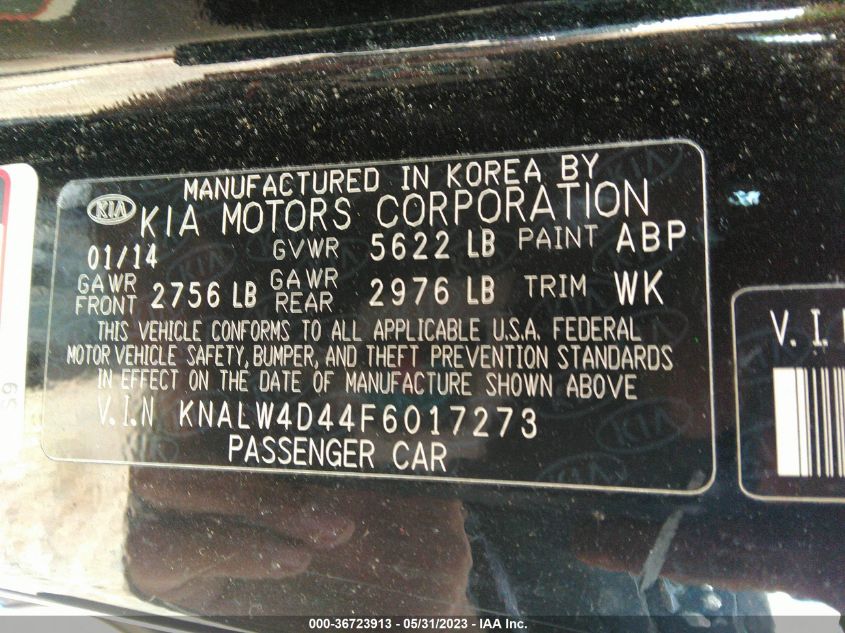 MANUFACTURED IN KOREA BY
KIA KIA MOTORS CORPORATION
01/14 GVWR 5622 LB PAINT ABP
GAWR FRONT 2756 LB GAWR REAR 2976 LB TRIM WK
THIS VEHICLE CONFORMS TO ALL APPLICABLE U.S.A. FEDERAL
MOTOR VEHICLE SAFETY, BUMPER, AND THEFT PREVENTION STANDARDS
IN EFFECT ON THE DATE OF MANUFACTURE SHOWN ABOVE
V.I.N KNALW4D44F6017273
PASSENGER CAR
V.I.
65
000-36723913 - 05/31/2023 - IAA Inc.